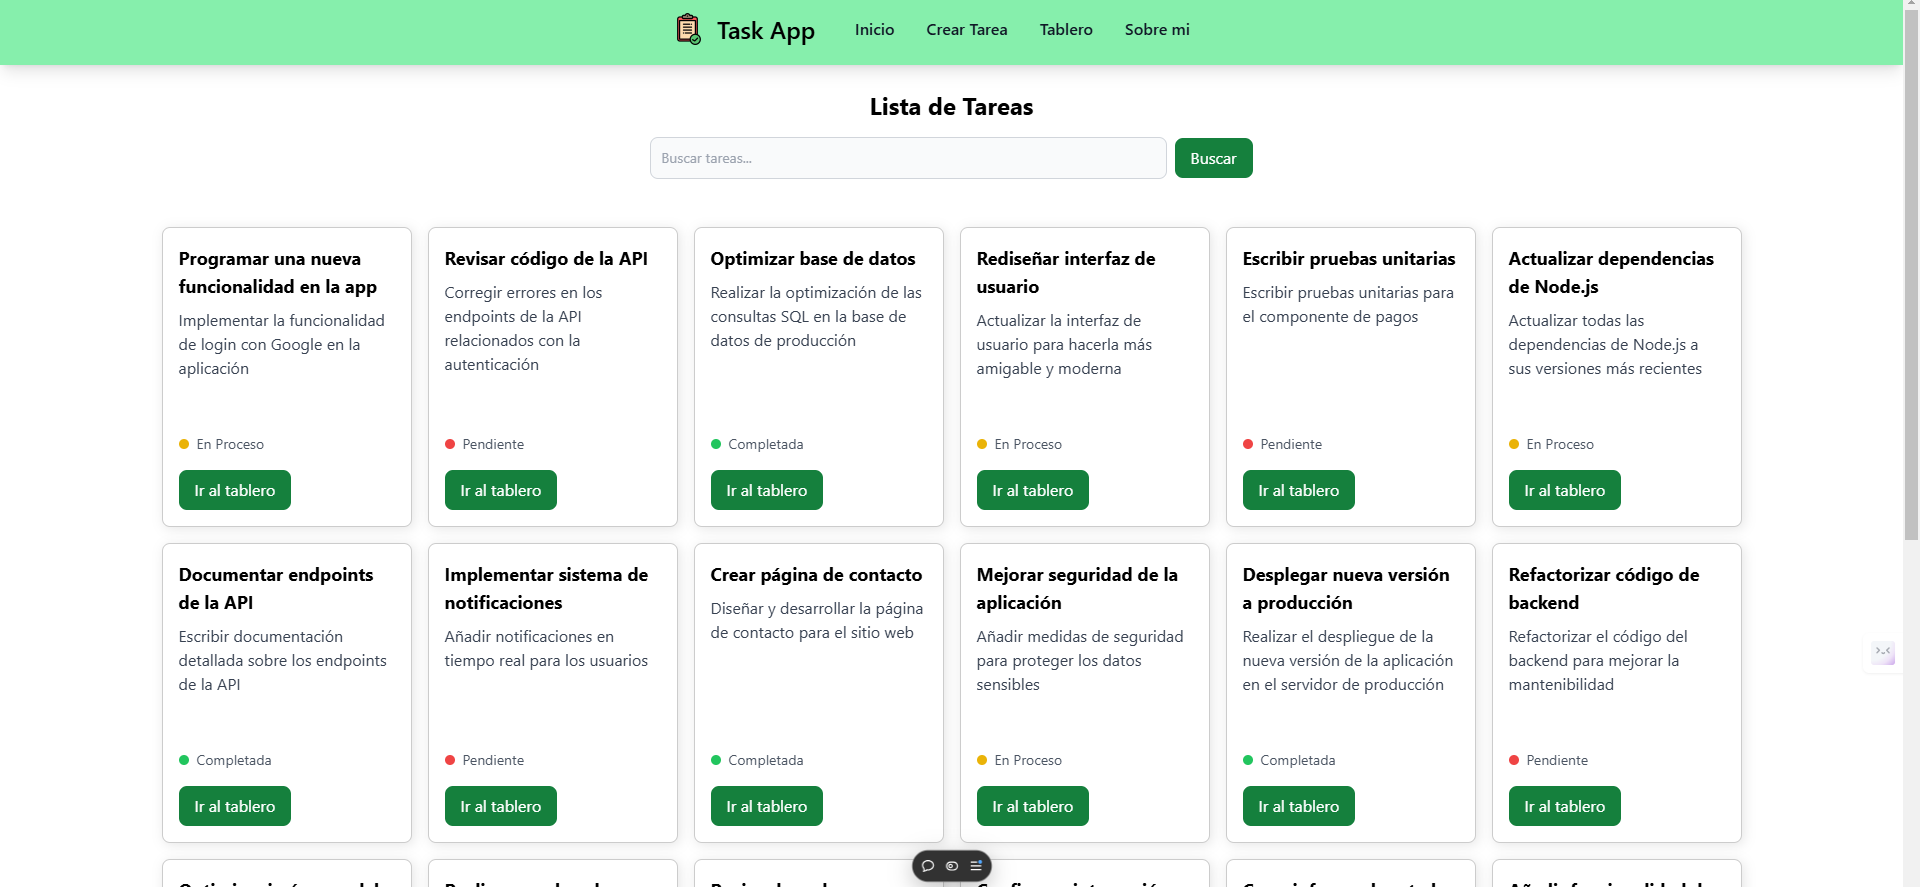 Task App
Inicio
Crear Tarea
Tablero
Sobre mi
Lista de Tareas
Buscar tareas...
Buscar
Programar una nueva
funcionalidad en la app
Implementar la funcionalidad
de login con Google en la
aplicación
En Proceso
Ir al tablero
Revisar código de la API
Corregir errores en los
endpoints de la API
relacionados con la
autenticación
Pendiente
Ir al tablero
Optimizar base de datos
Realizar la optimización de las
consultas SQL en la base de
datos de producción
Completada
Ir al tablero
Rediseñar interfaz de
usuario
Actualizar la interfaz de
usuario para hacerla más
amigable y moderna
En Proceso
Ir al tablero
Escribir pruebas unitarias
Escribir pruebas unitarias para
el componente de pagos
Pendiente
Ir al tablero
Actualizar dependencias
de Node.js
Actualizar todas las
dependencias de Node.js a
sus versiones más recientes
En Proceso
Ir al tablero
Documentar endpoints
de la API
Escribir documentación
detallada sobre los endpoints
de la API
Completada
Ir al tablero
Implementar sistema de
notificaciones
Añadir notificaciones en
tiempo real para los usuarios
Pendiente
Ir al tablero
Crear página de contacto
Diseñar y desarrollar la página
de contacto para el sitio web
Completada
Ir al tablero
Mejorar seguridad de la
aplicación
Añadir medidas de seguridad
para proteger los datos
sensibles
En Proceso
Ir al tablero
Desplegar nueva versión
a producción
Realizar el despliegue de la
nueva versión de la aplicación
en el servidor de producción
Completada
Ir al tablero
Refactorizar código de
backend
Refactorizar el código del
backend para mejorar la
mantenibilidad
Pendiente
Ir al tablero